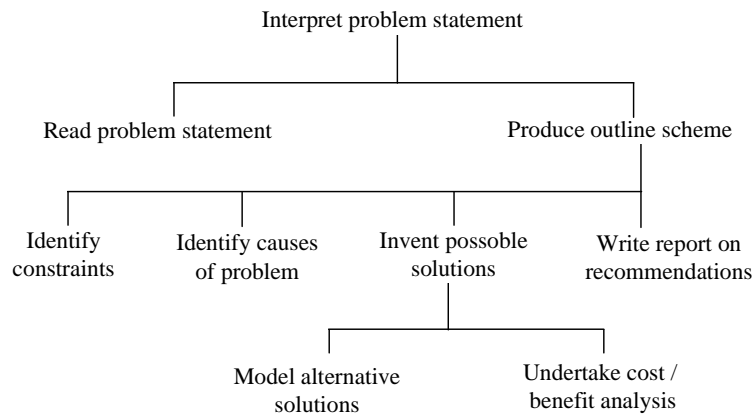 Interpret problem statement
Read problem statement
Produce outline scheme
Identify
constraints
Identify causes
of problem
Invent possoble
solutions
Write report on
recommendations
Model alternative
solutions
Undertake cost /
benefit analysis